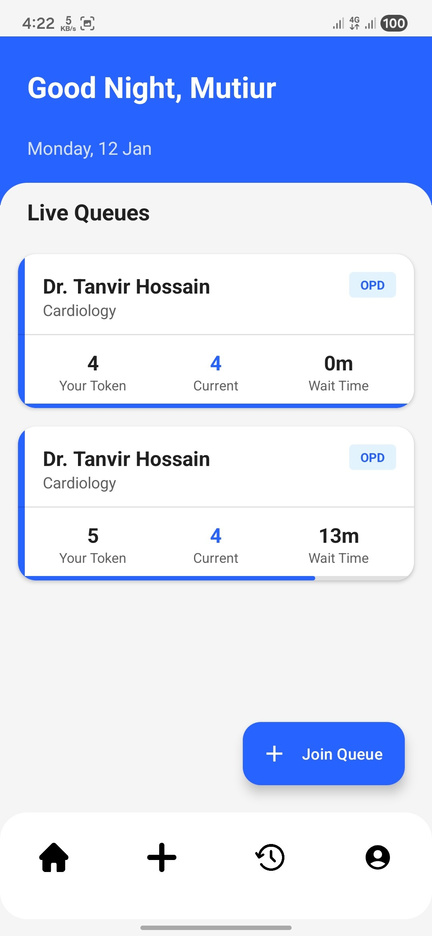 4:22 5 KB/s 4G 100
Good Night, Mutiur
Monday, 12 Jan
Live Queues
Dr. Tanvir Hossain OPD
Cardiology
4 4 0m
Your Token Current Wait Time
Dr. Tanvir Hossain OPD
Cardiology
5 4 13m
Your Token Current Wait Time
Join Queue